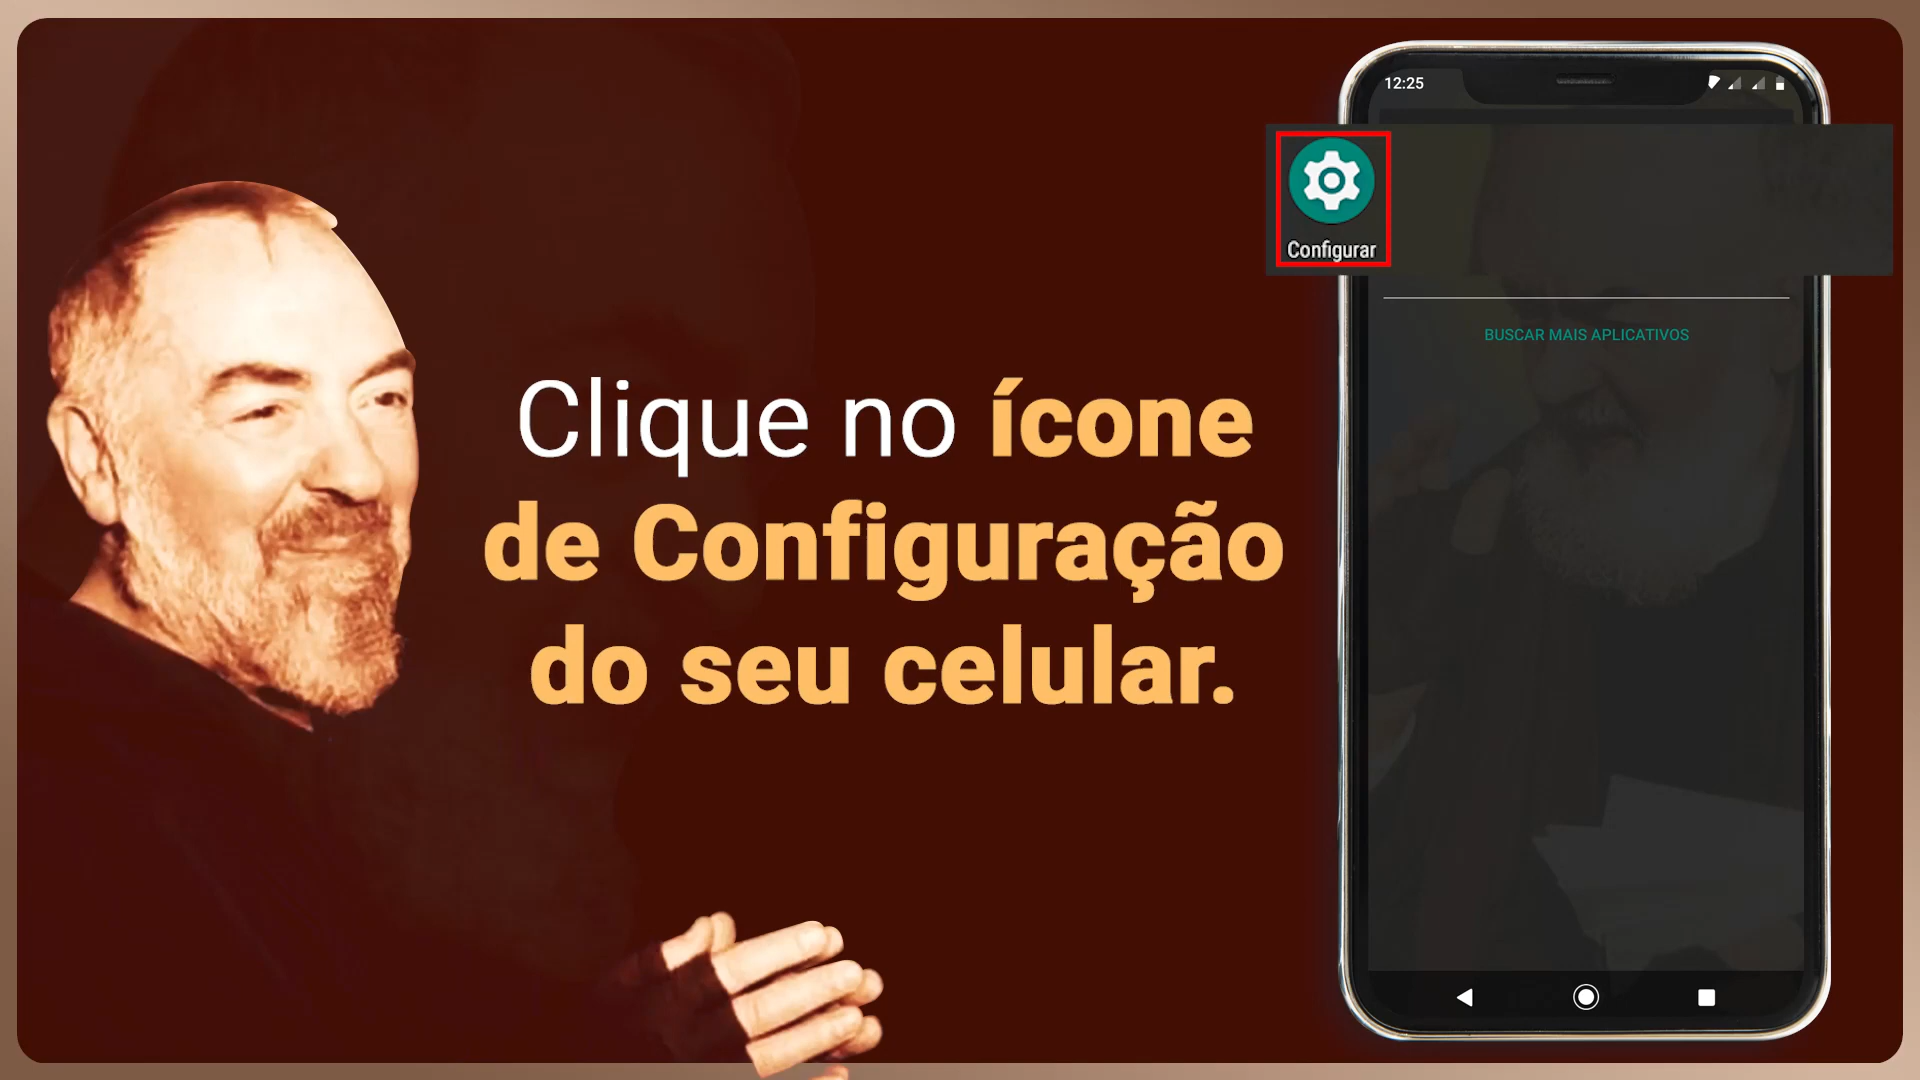 12:25
Configurar
BUSCAR MAIS APLICATIVOS
Clique no ícone
de Configuração
do seu celular.